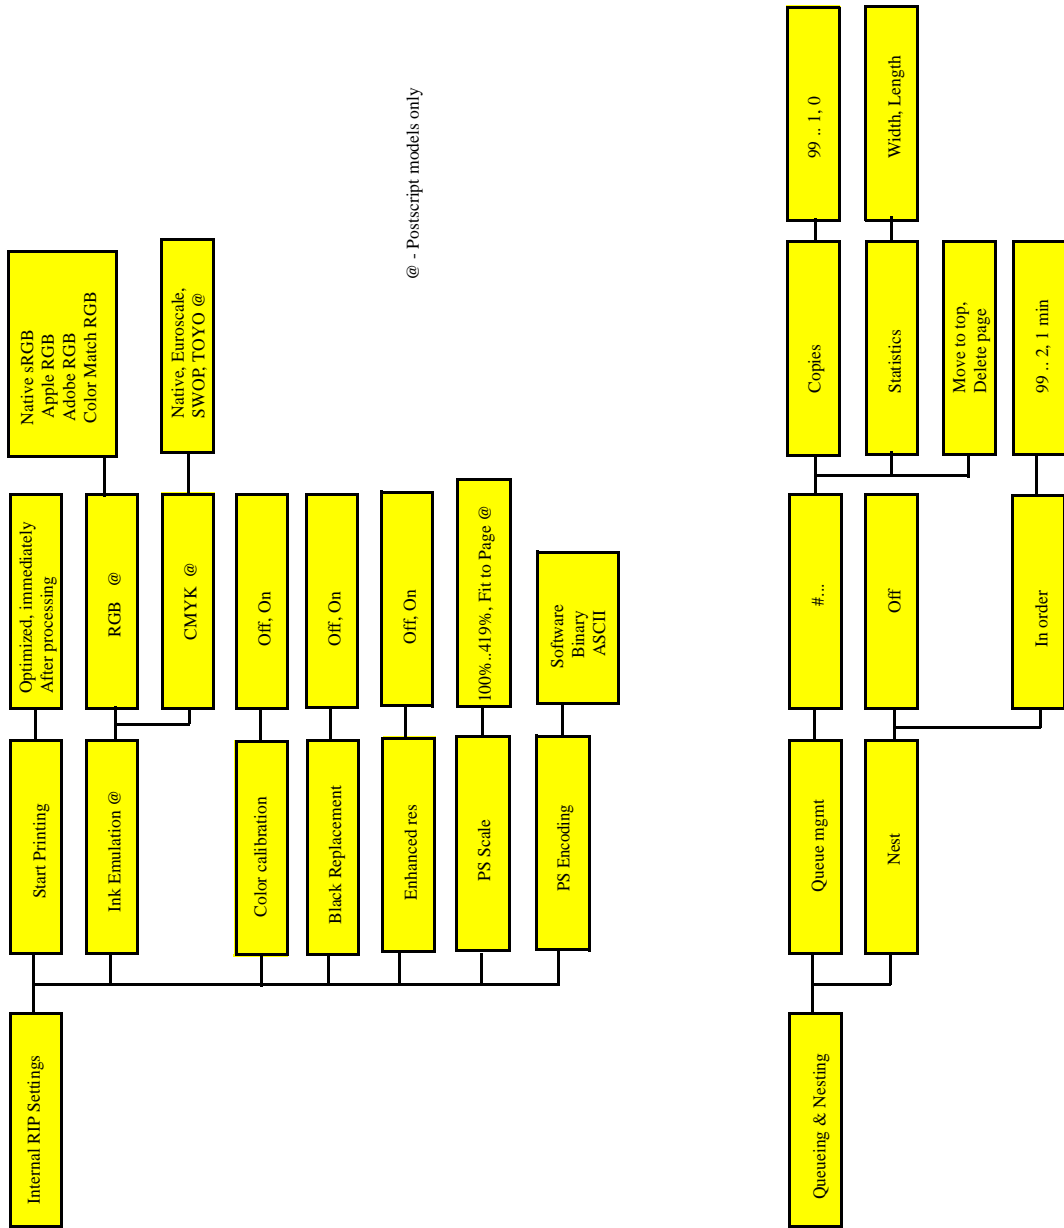 Internal RIP Settings
Start Printing
Optimized, immediately
After processing
Ink Emulation @
RGB @
Native sRGB
Apple RGB
Adobe RGB
Color Match RGB
CMYK @
Native, Euroscale,
SWOP, TOYO @
Color calibration
Off, On
Black Replacement
Off, On
Enhanced res
Off, On
PS Scale
100%..419%, Fit to Page @
PS Encoding
Software
Binary
ASCII
@ - Postscript models only
Queueing & Nesting
Queue mgmt
#...
Copies
99 .. 1, 0
Statistics
Width, Length
Move to top,
Delete page
Nest
Off
In order
99 .. 2, 1 min